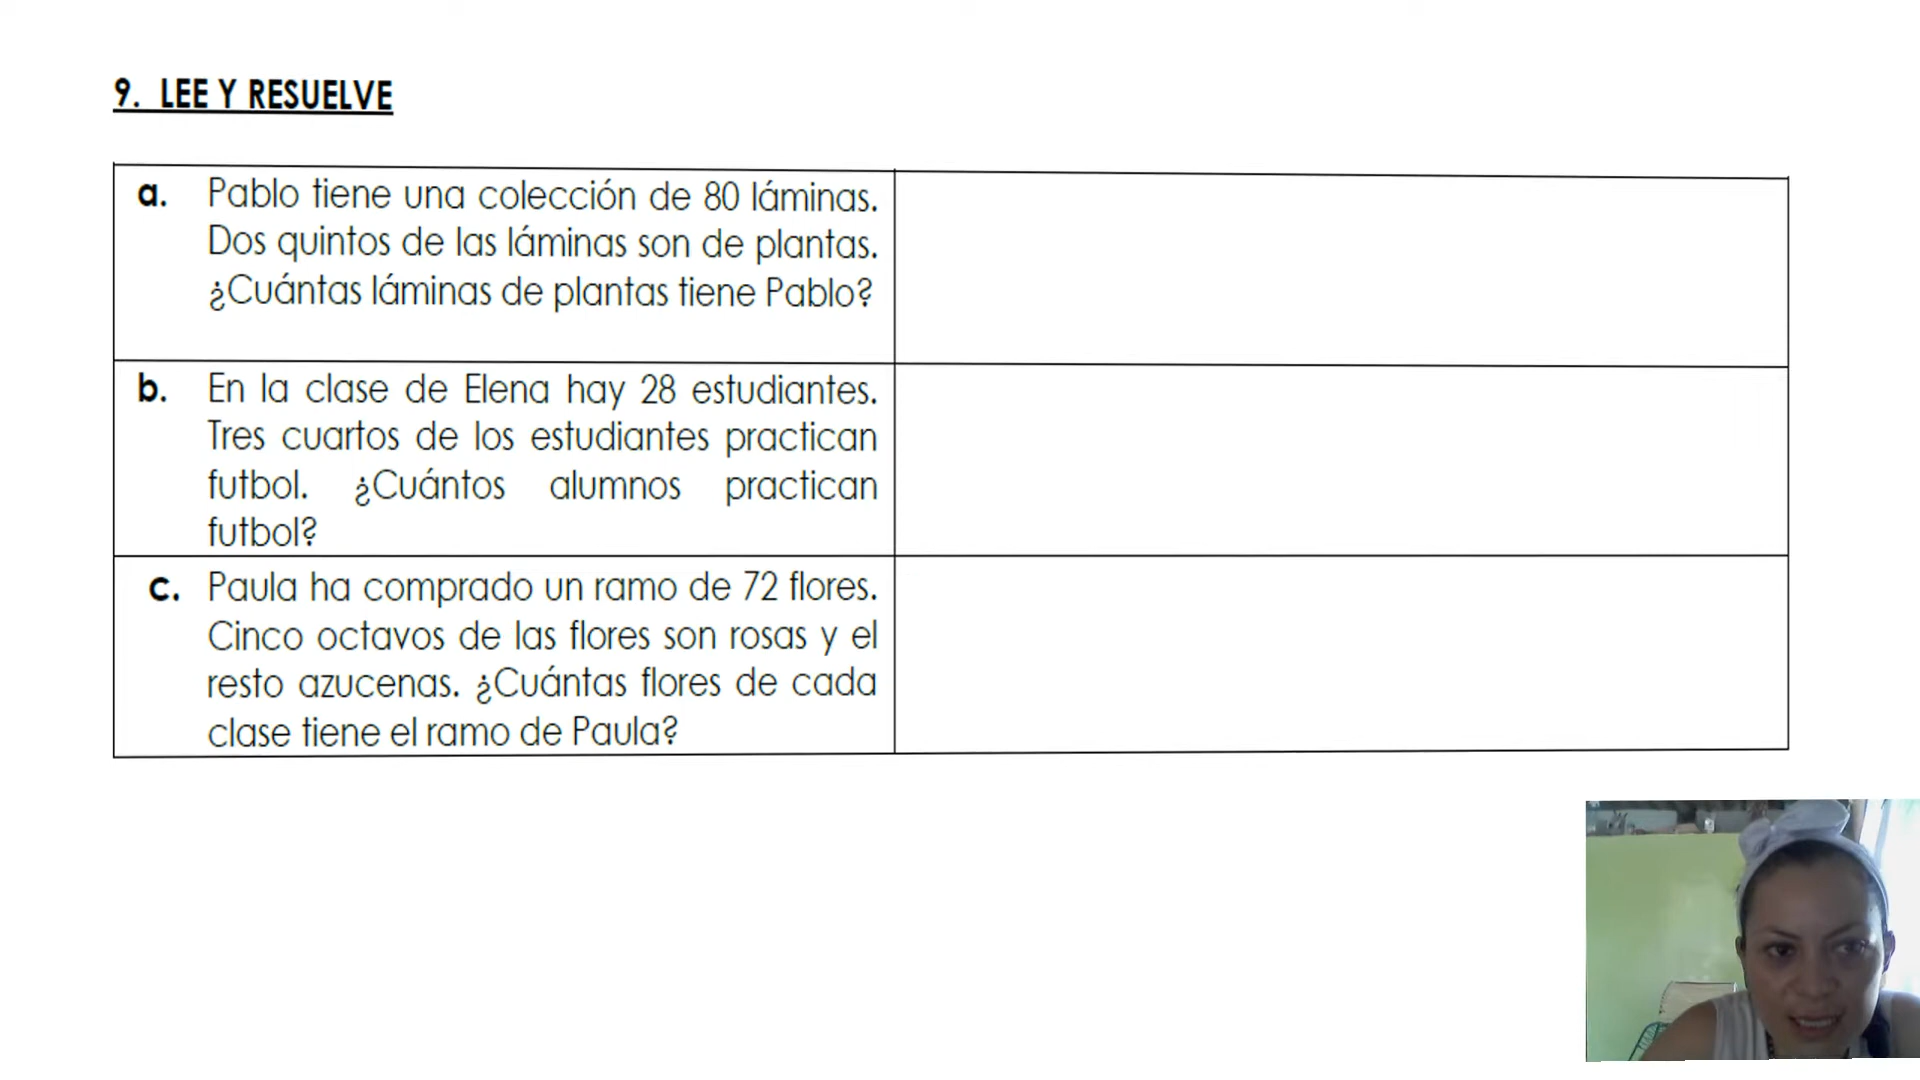 9. LEE Y RESUELVE
a. Pablo tiene una colección de 80 láminas.
Dos quintos de las láminas son de plantas.
¿Cuántas láminas de plantas tiene Pablo?
b. En la clase de Elena hay 28 estudiantes.
Tres cuartos de los estudiantes practican
futbol. ¿Cuántos alumnos practican
futbol?
c. Paula ha comprado un ramo de 72 flores.
Cinco octavos de las flores son rosas y el
resto azucenas. ¿Cuántas flores de cada
clase tiene el ramo de Paula?